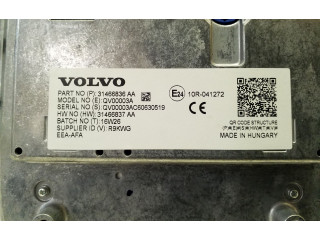 VOLVO
PART NO (P): 31466836 AA
MODEL NO (E): QV00003A
SERIAL NO (S): QV00003AC60630519
HW NO (HW): 31466837 AA
BATCH NO (T): 16W26
SUPPLIER ID (V): R9KWG
EEA-AFA
E24 10R-041272
CE
QR CODE STRUCTURE
(P*E*S*HW*T*V)
MADE IN HUNGARY